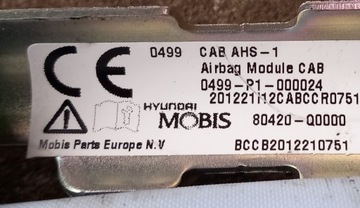 CE 0499 CAB AHS-1
Airbag Module CAB
0499-P1-000024
201221I12CABCCR0751
HYUNDAI
MOBIS 80420-Q0000
Mobis Parts Europe N.V
BCCB2012210751